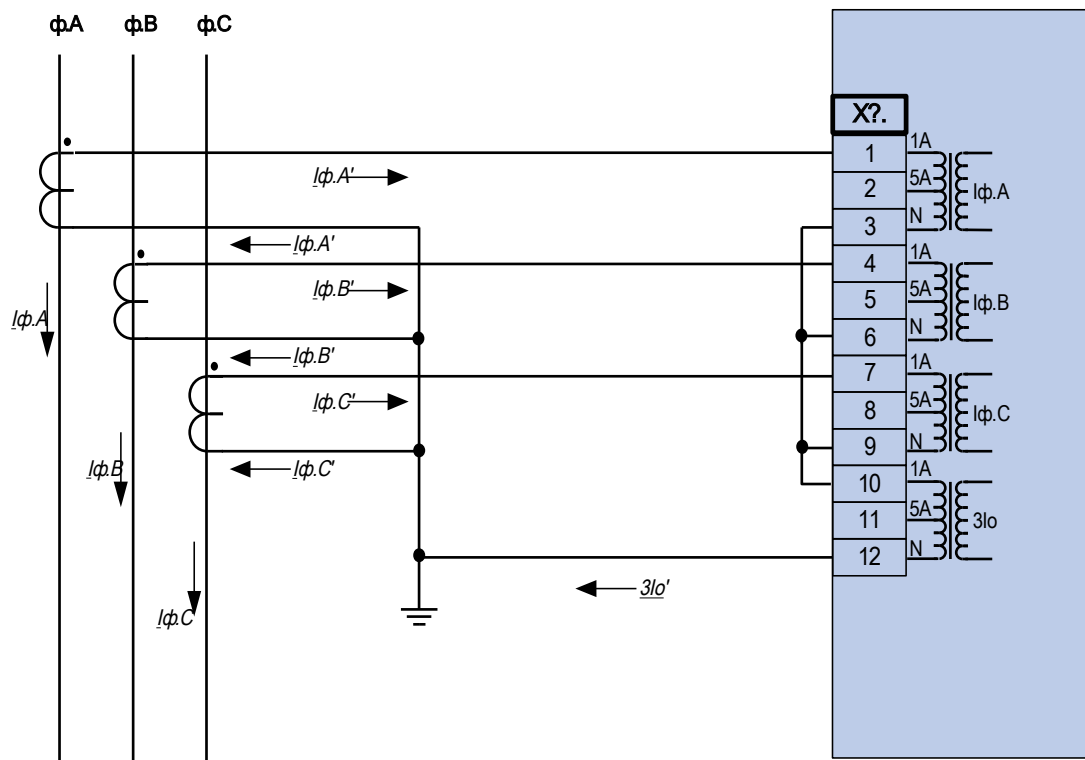 ф.А ф.В ф.С
Х?.
1 1А
Iф.А' 2 5А Iф.А
3 N
Iф.А'
4 1А
Iф.В' 5 5А Iф.В
Iф.А 6 N
Iф.В'
7 1А
Iф.С' 8 5А Iф.С
Iф.В Iф.С' 9 N
10 1А
11 5А 3Io
12 N
3Io'
Iф.С